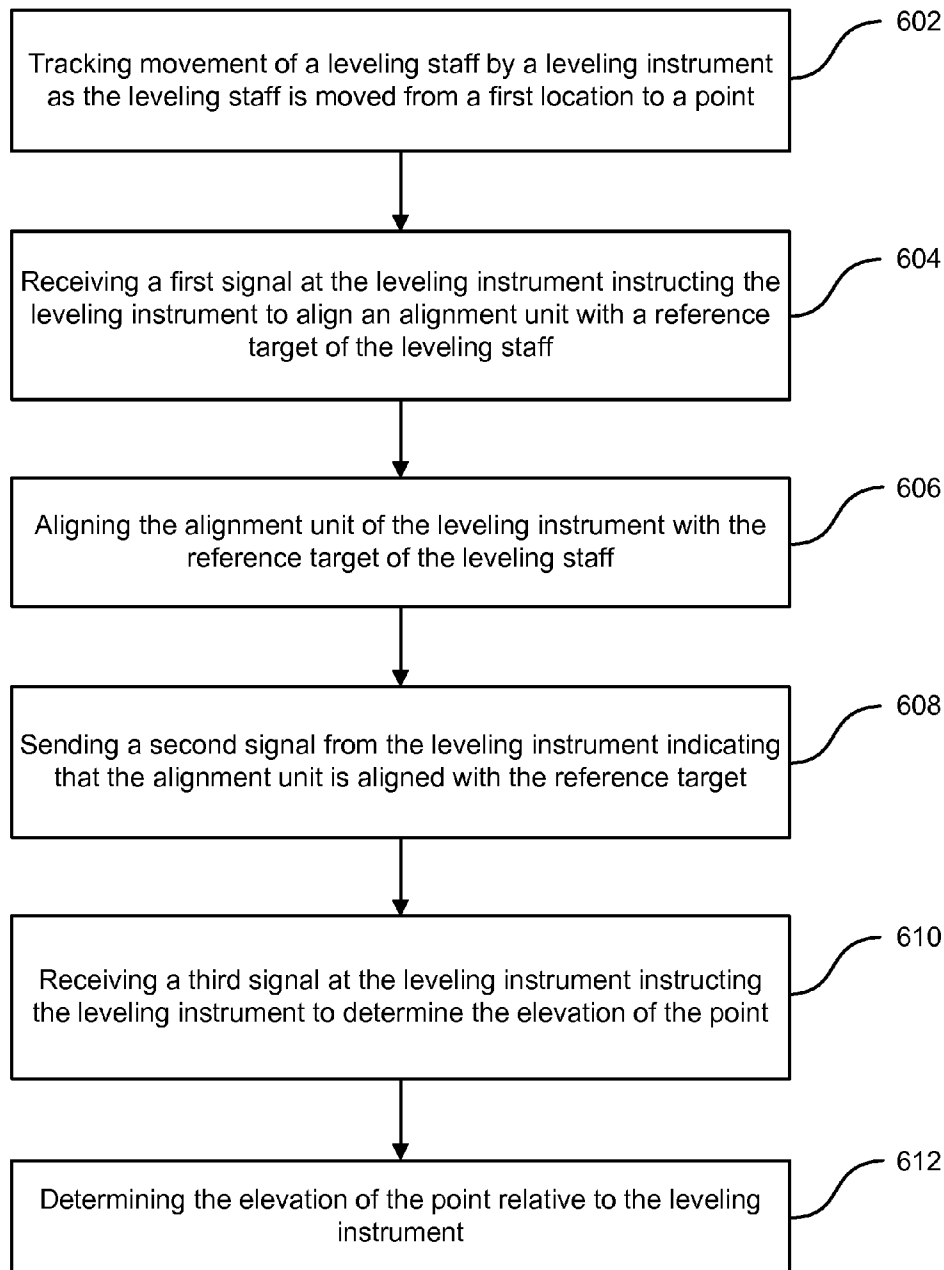 602
Tracking movement of a leveling staff by a leveling instrument
as the leveling staff is moved from a first location to a point
604
Receiving a first signal at the leveling instrument instructing the
leveling instrument to align an alignment unit with a reference
target of the leveling staff
606
Aligning the alignment unit of the leveling instrument with the
reference target of the leveling staff
608
Sending a second signal from the leveling instrument indicating
that the alignment unit is aligned with the reference target
610
Receiving a third signal at the leveling instrument instructing
the leveling instrument to determine the elevation of the point
612
Determining the elevation of the point relative to the leveling
instrument